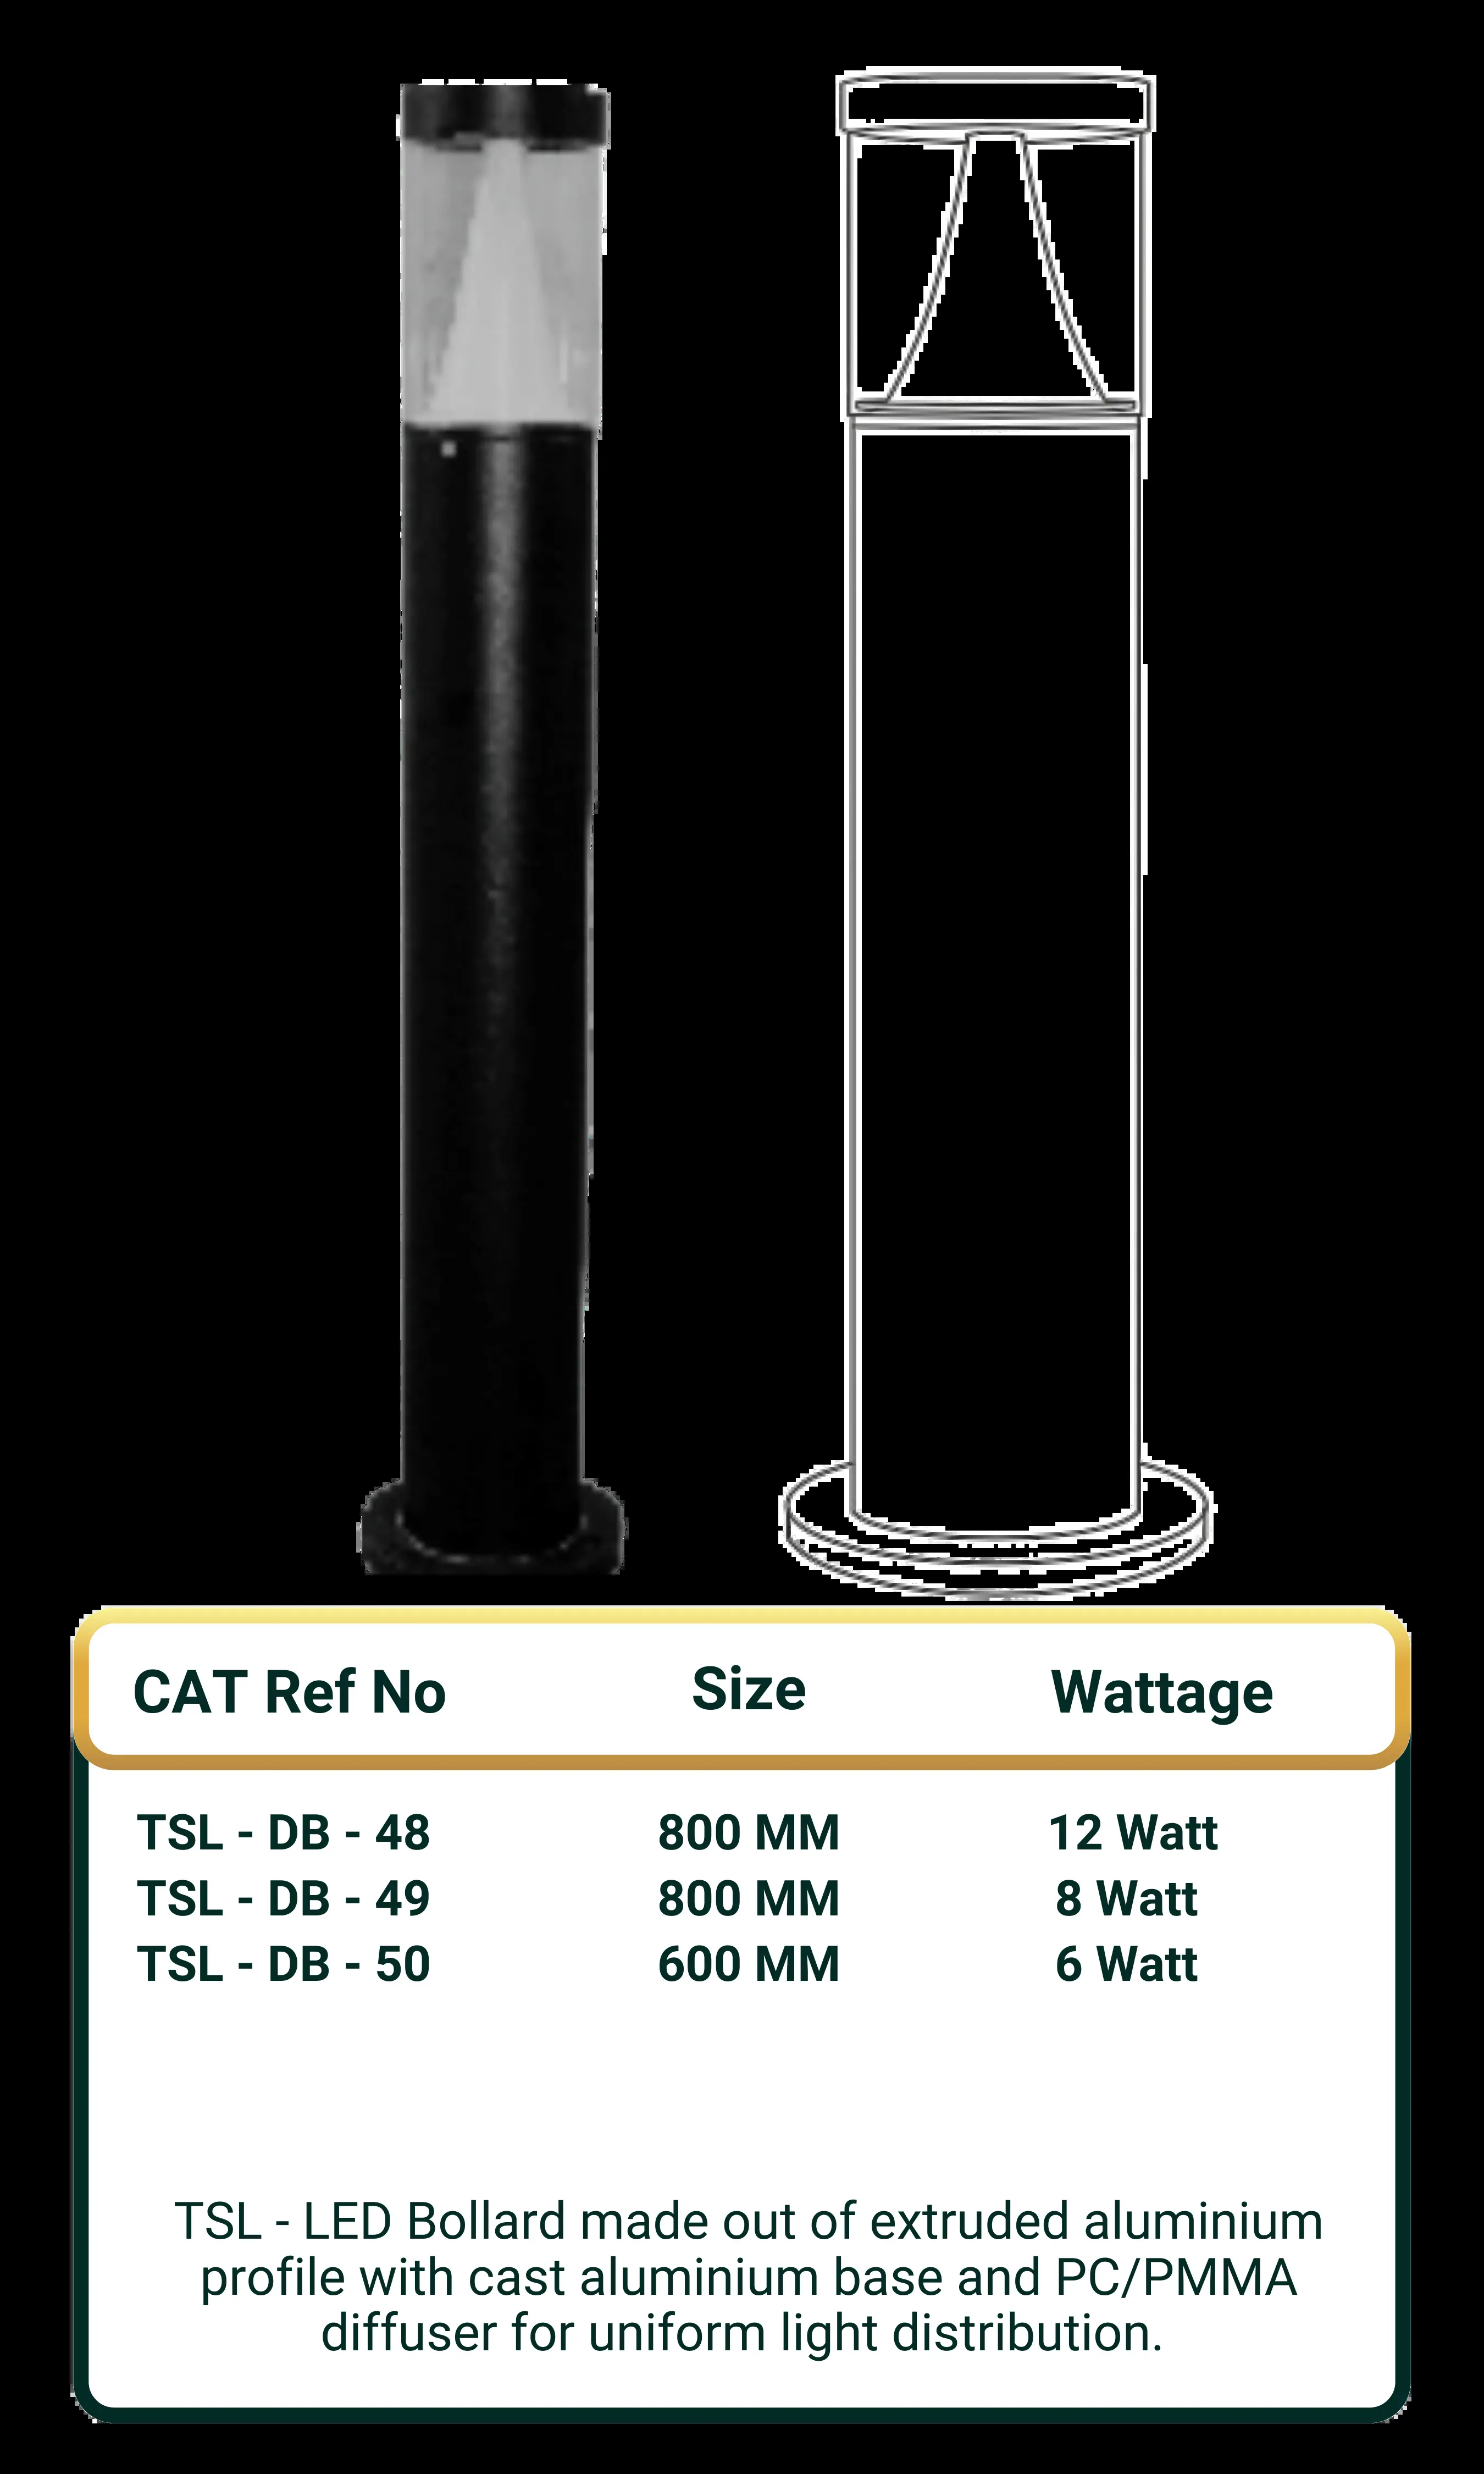 CAT Ref No Size Wattage
TSL - DB - 48 800 MM 12 Watt
TSL - DB - 49 800 MM 8 Watt
TSL - DB - 50 600 MM 6 Watt
TSL - LED Bollard made out of extruded aluminium
profile with cast aluminium base and PC/PMMA
diffuser for uniform light distribution.